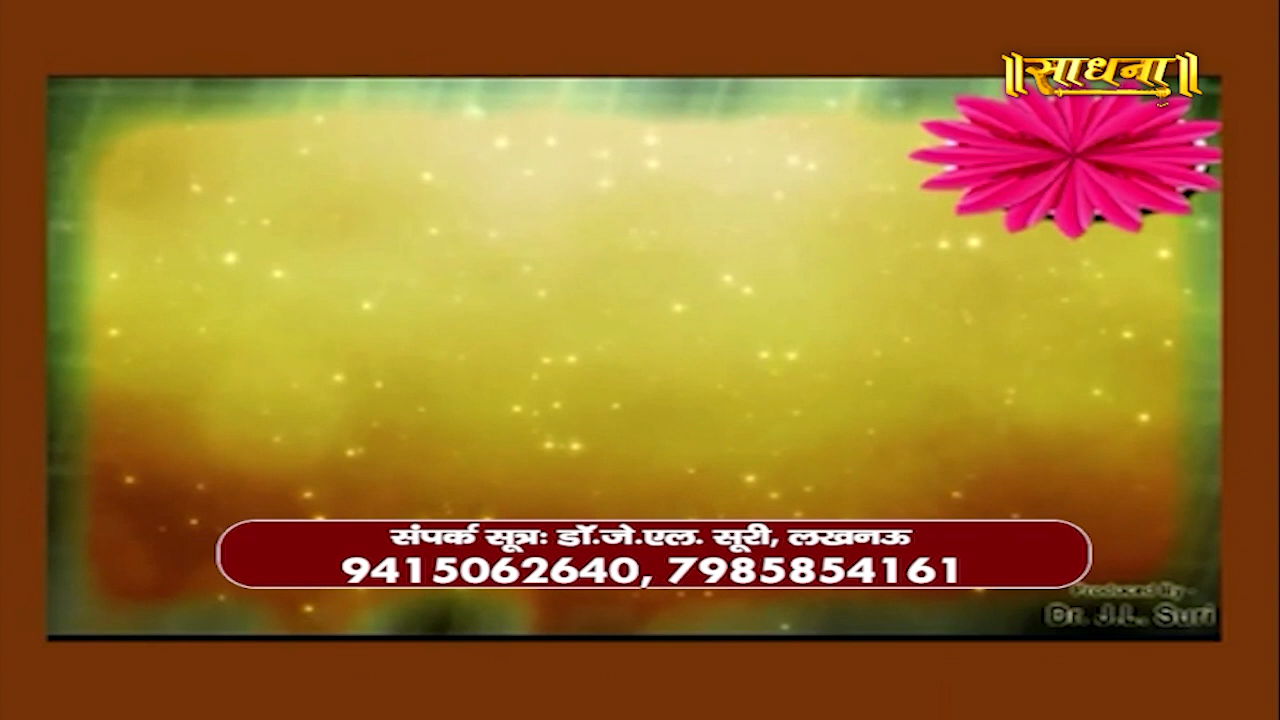 ॥साधना॥
संपर्क सूत्रः डॉ.जे.एल. सूरी, लखनऊ
9415062640, 7985854161
Produced By -
Dr. J.L. Suri